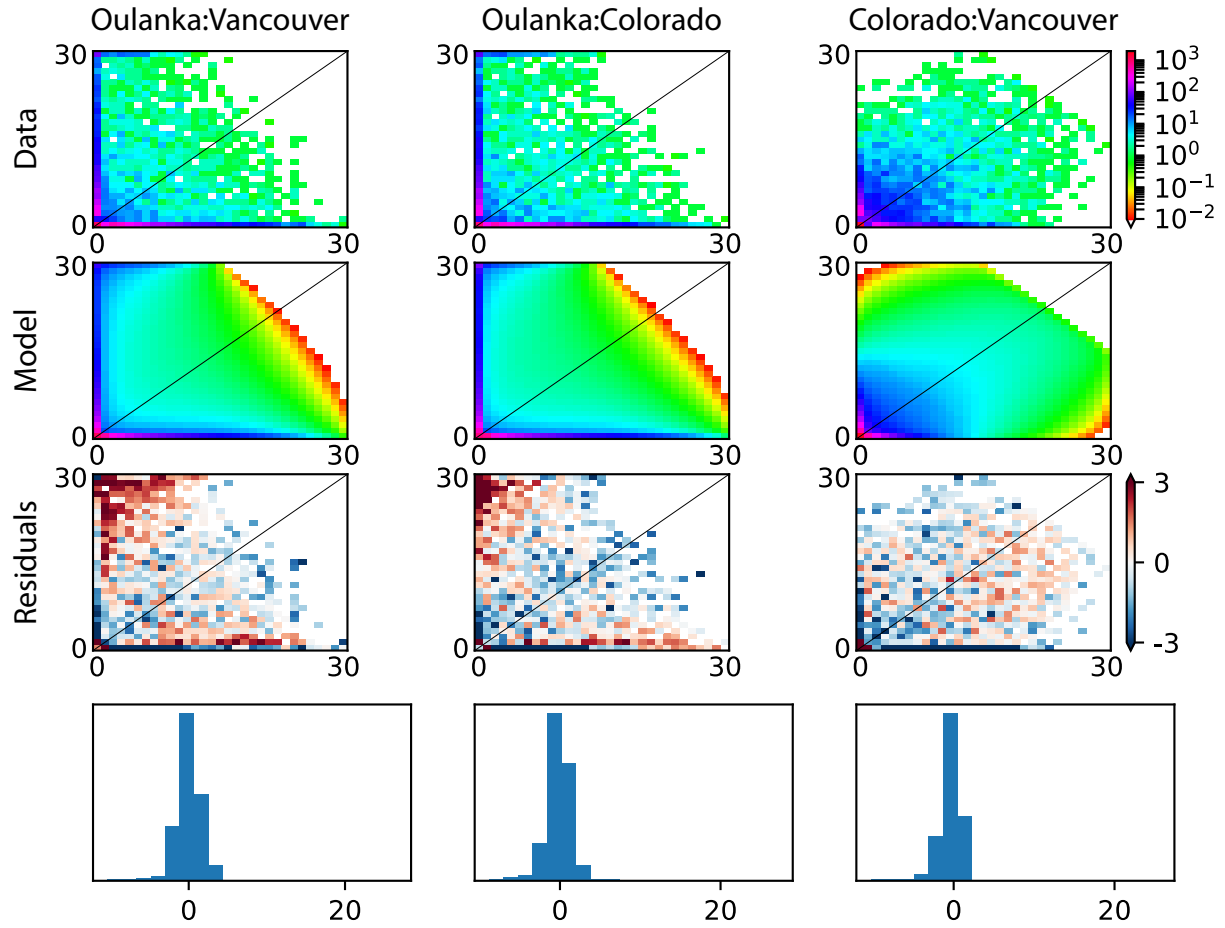 Oulanka:Vancouver Oulanka:Colorado Colorado:Vancouver
Data
30 30 30
10^3
10^2
10^1
10^0
10^-1
10^-2
0 0 0
0 30 0 30 0 30
Model
30 30 30
0 0 0
0 30 0 30 0 30
Residuals
30 30 30
3
0
-3
0 0 0
0 30 0 30 0 30
0 20 0 20 0 20